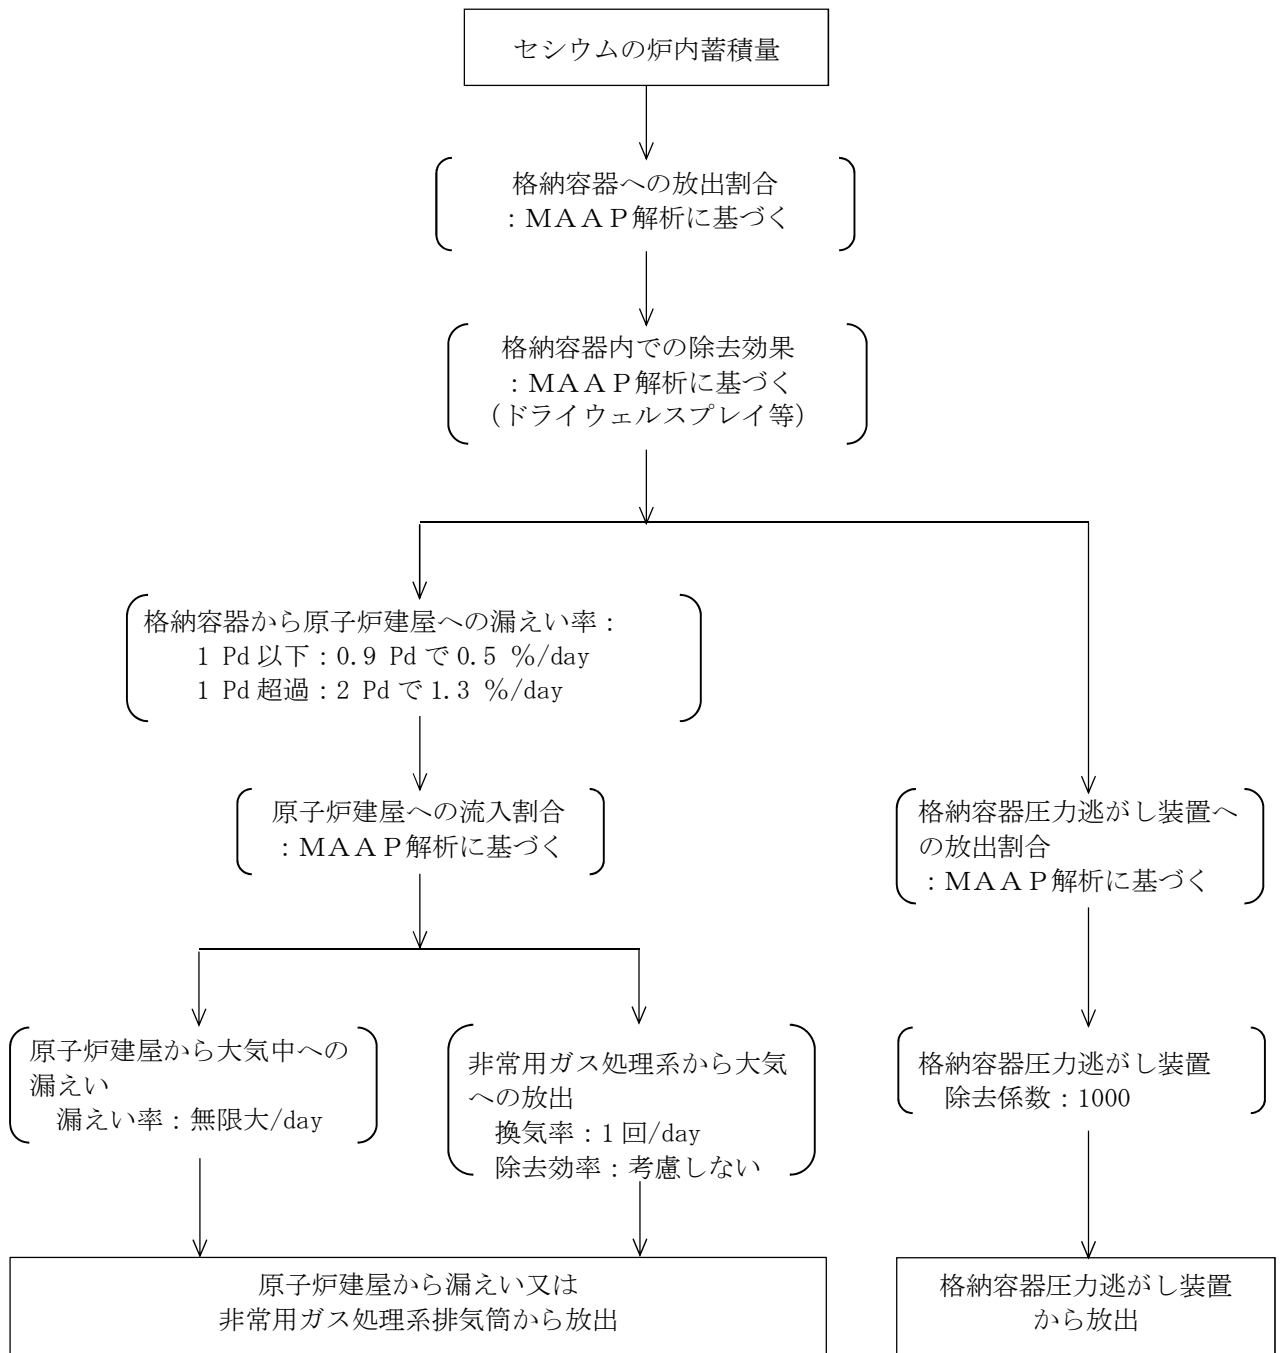 セシウムの炉内蓄積量
格納容器への放出割合
：ＭＡＡＰ解析に基づく
格納容器内での除去効果
：ＭＡＡＰ解析に基づく
（ドライウェルスプレイ等）
格納容器から原子炉建屋への漏えい率：
1 Pd 以下：0.9 Pd で 0.5 %/day
1 Pd 超過：2 Pd で 1.3 %/day
原子炉建屋への流入割合
：ＭＡＡＰ解析に基づく
格納容器圧力逃がし装置へ
の放出割合
：ＭＡＡＰ解析に基づく
原子炉建屋から大気中への
漏えい
漏えい率：無限大/day
非常用ガス処理系から大気
への放出
換気率：1 回/day
除去効率：考慮しない
格納容器圧力逃がし装置
除去係数：1000
原子炉建屋から漏えい又は
非常用ガス処理系排気筒から放出
格納容器圧力逃がし装置
から放出